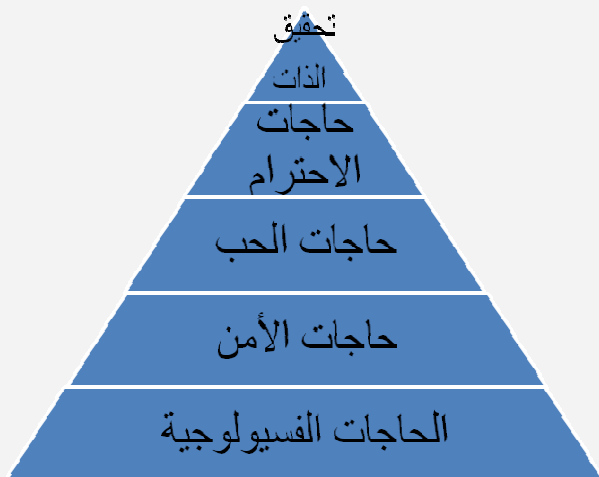 تحقيق
الذات
حاجات
الاحترام
حاجات الحب
حاجات الأمن
الحاجات الفسيولوجية